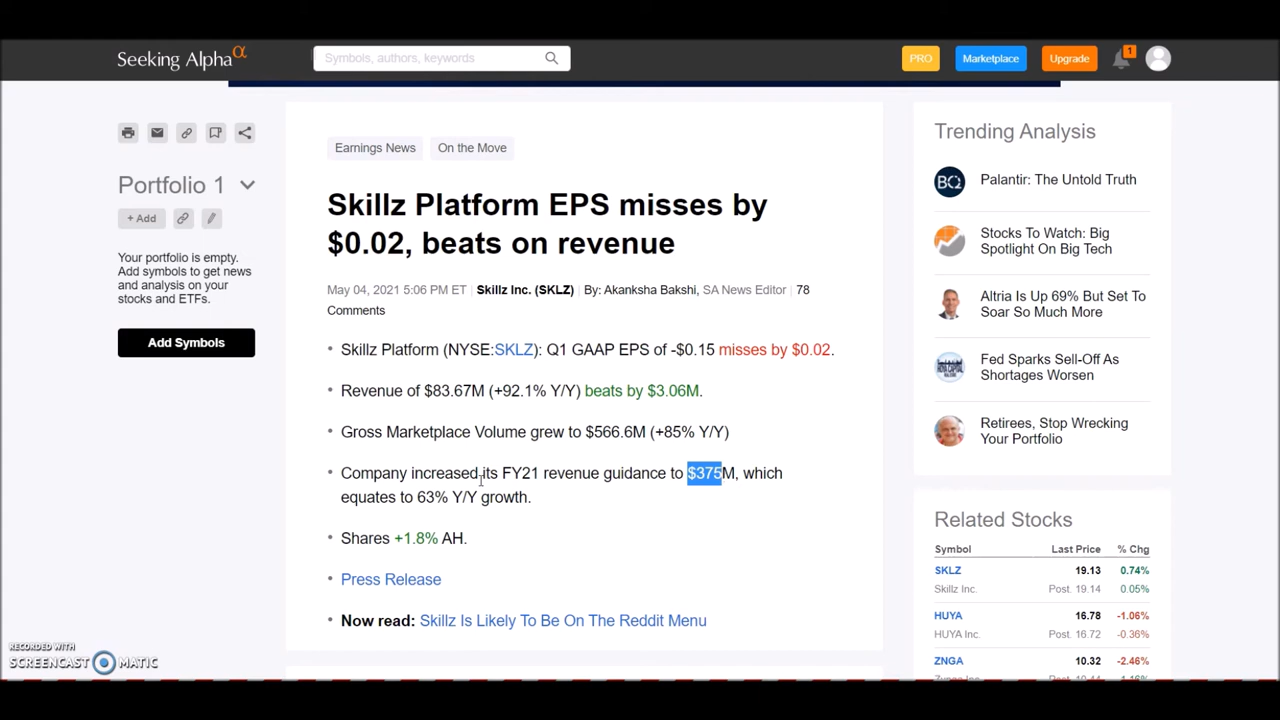 Seeking Alpha α
Symbols, authors, keywords
PRO
Marketplace
Upgrade
1
Portfolio 1
+ Add
Your portfolio is empty.
Add symbols to get news
and analysis on your
stocks and ETFs.
Add Symbols
Earnings News
On the Move
Skillz Platform EPS misses by
$0.02, beats on revenue
May 04, 2021 5:06 PM ET | Skillz Inc. (SKLZ) | By: Akanksha Bakshi, SA News Editor | 78
Comments
• Skillz Platform (NYSE:SKLZ): Q1 GAAP EPS of -$0.15 misses by $0.02.
• Revenue of $83.67M (+92.1% Y/Y) beats by $3.06M.
• Gross Marketplace Volume grew to $566.6M (+85% Y/Y)
• Company increased its FY21 revenue guidance to $375M, which
equates to 63% Y/Y growth.
• Shares +1.8% AH.
• Press Release
• Now read: Skillz Is Likely To Be On The Reddit Menu
Trending Analysis
BQ
Palantir: The Untold Truth
Stocks To Watch: Big
Spotlight On Big Tech
Altria Is Up 69% But Set To
Soar So Much More
Fed Sparks Sell-Off As
Shortages Worsen
Retirees, Stop Wrecking
Your Portfolio
Related Stocks
Symbol Last Price % Chg
SKLZ 19.13 0.74%
Skillz Inc. Post. 19.14 0.05%
HUYA 16.78 -1.06%
HUYA Inc. Post. 16.72 -0.36%
ZNGA 10.32 -2.46%
RECORDED WITH
SCREENCAST MATIC